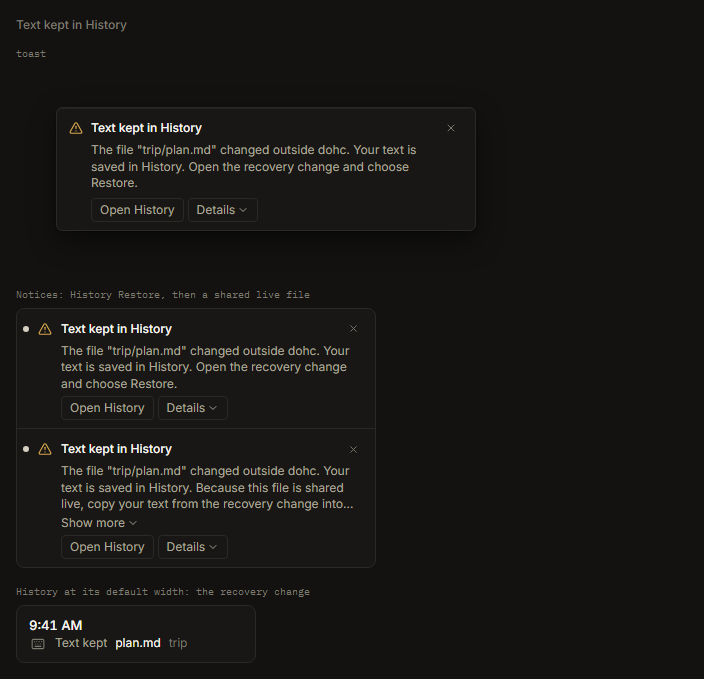 Text kept in History
toast
Text kept in History
The file "trip/plan.md" changed outside dohc. Your text is
saved in History. Open the recovery change and choose
Restore.
Open History
Details
Notices: History Restore, then a shared live file
Text kept in History
The file "trip/plan.md" changed outside dohc. Your
text is saved in History. Open the recovery change
and choose Restore.
Open History
Details
Text kept in History
The file "trip/plan.md" changed outside dohc. Your
text is saved in History. Because this file is shared
live, copy your text from the recovery change into...
Show more
Open History
Details
History at its default width: the recovery change
9:41 AM
Text kept plan.md trip